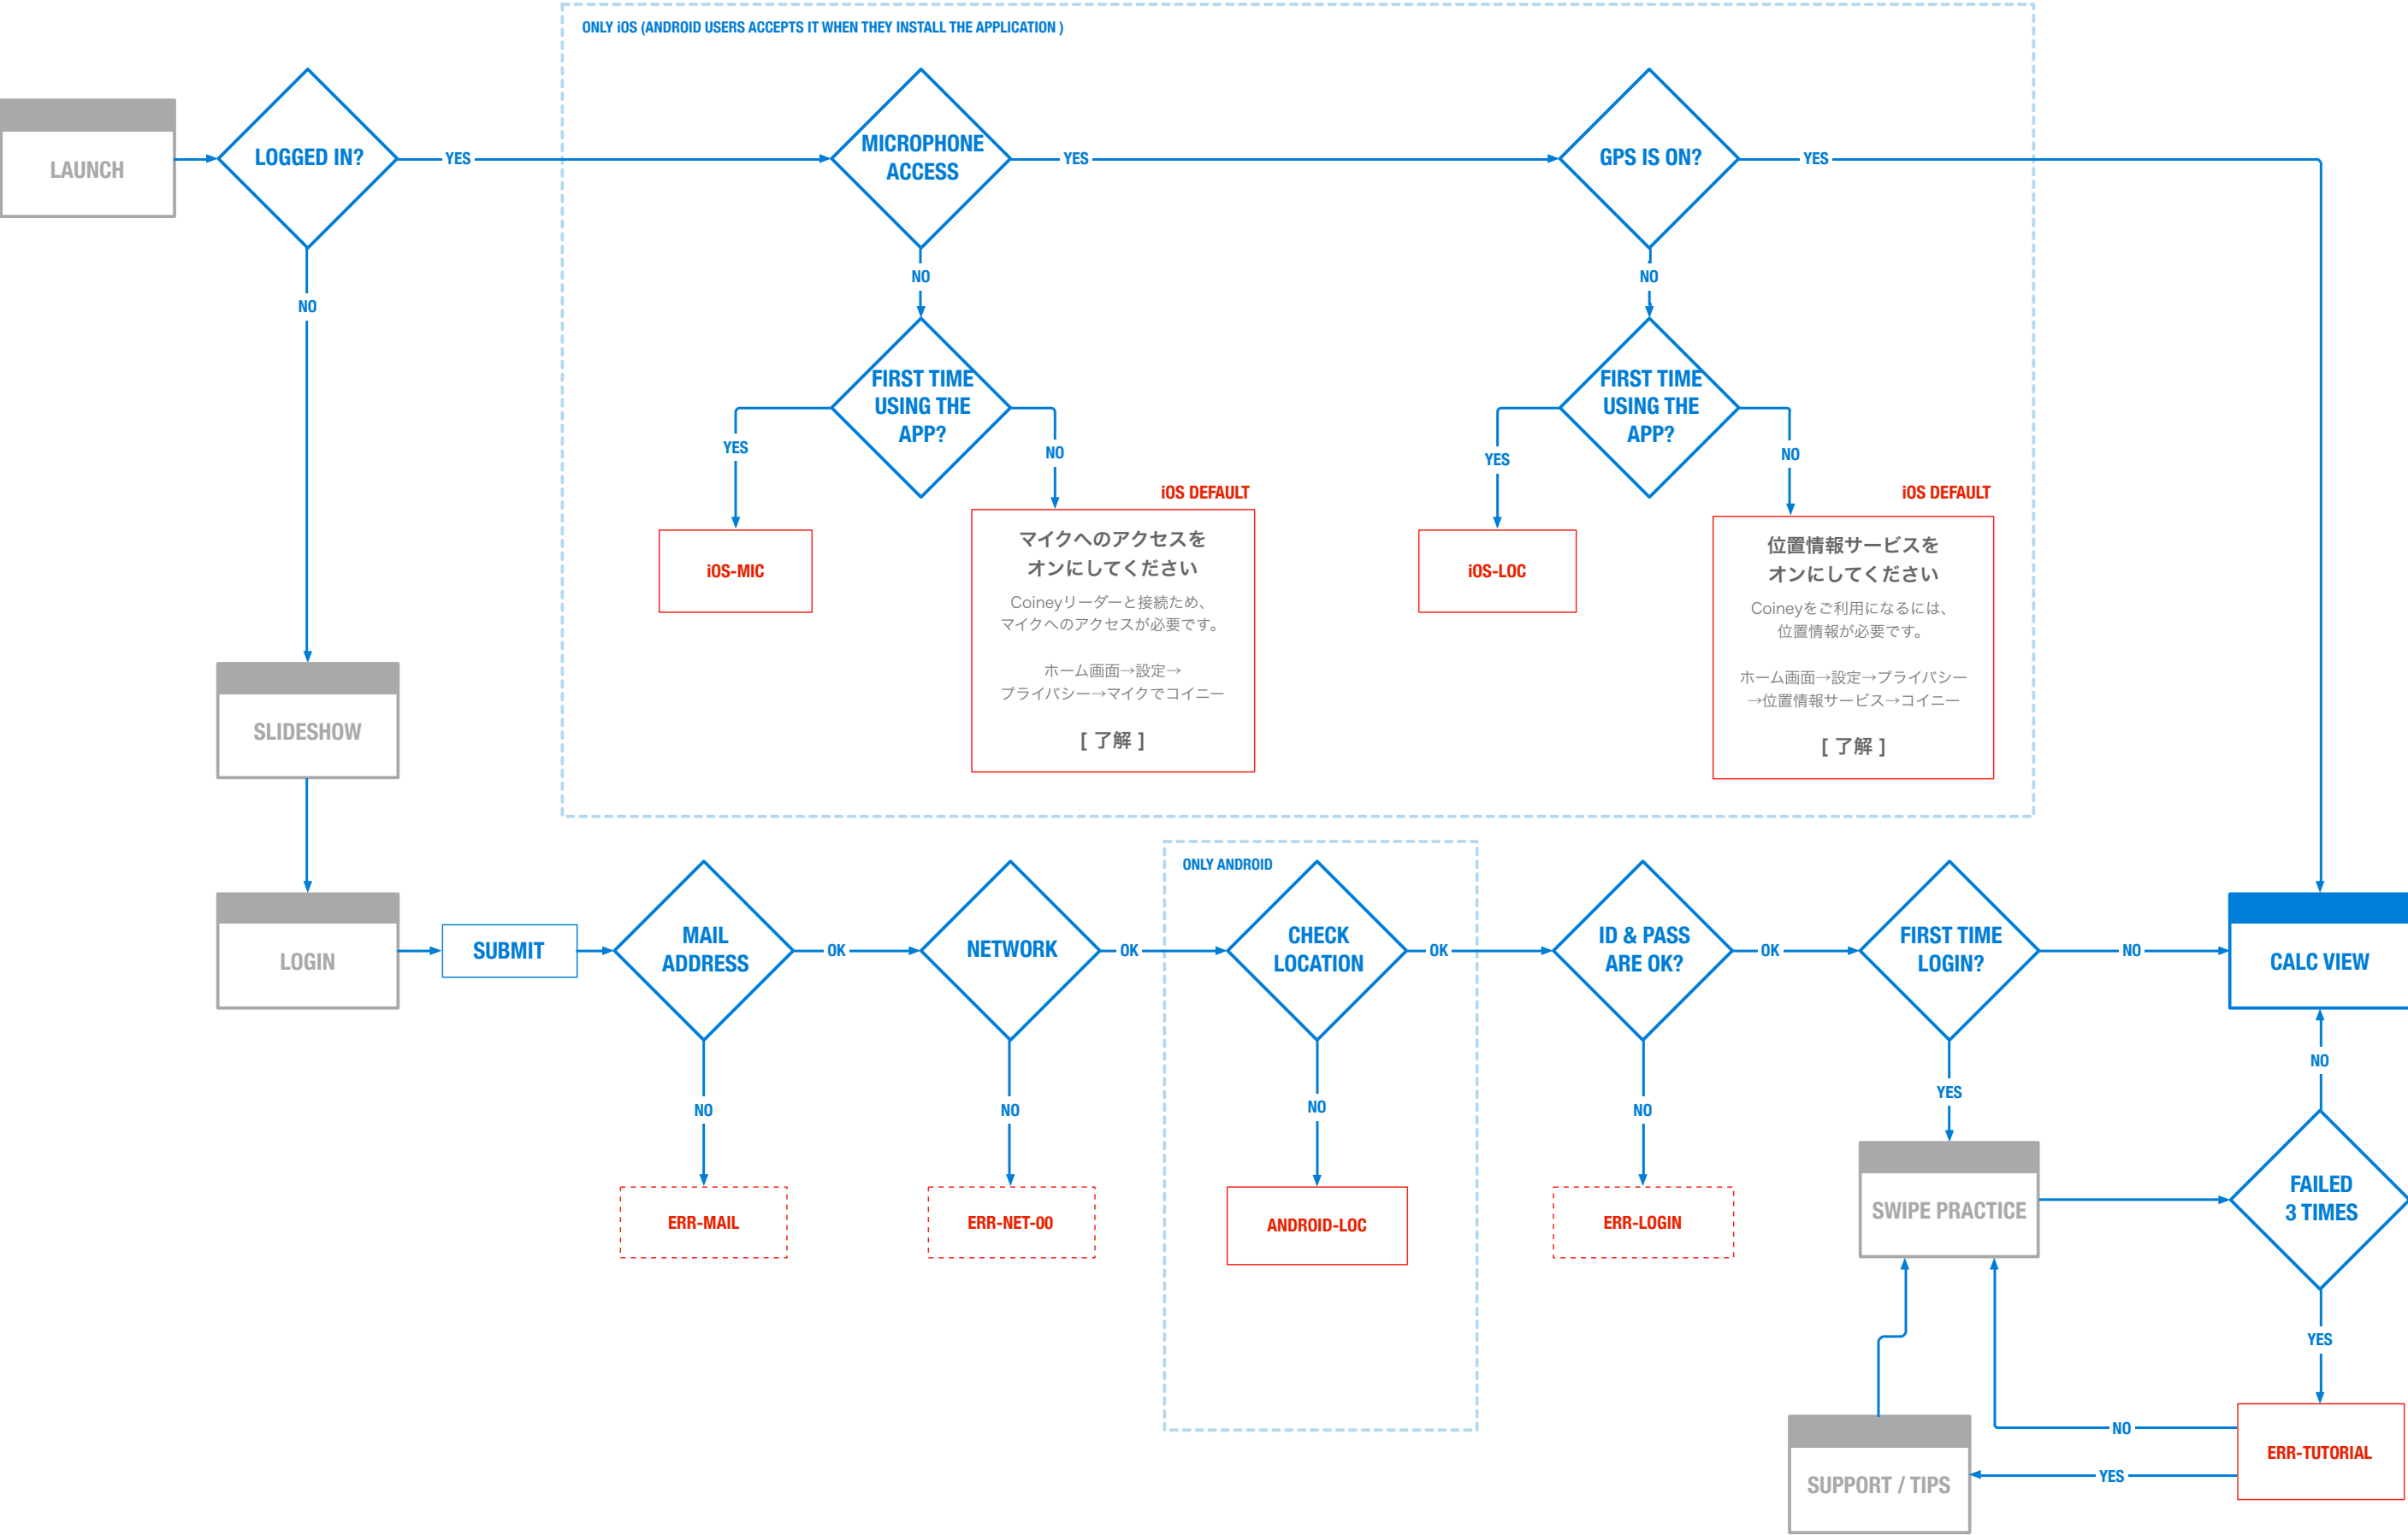 ONLY iOS (ANDROID USERS ACCEPTS IT WHEN THEY INSTALL THE APPLICATION )
LAUNCH
LOGGED IN?
YES
MICROPHONE
ACCESS
YES
GPS IS ON?
YES
NO
NO
NO
FIRST TIME
USING THE
APP?
YES
NO
FIRST TIME
USING THE
APP?
YES
NO
iOS DEFAULT
iOS DEFAULT
iOS-MIC
マイクへのアクセスを
オンにしてください
Coineyリーダーと接続ため、
マイクへのアクセスが必要です。
ホーム画面→設定→
プライバシー→マイクでコイニー
[ 了解 ]
iOS-LOC
位置情報サービスを
オンにしてください
Coineyをご利用になるには、
位置情報が必要です。
ホーム画面→設定→プライバシー
→位置情報サービス→コイニー
[ 了解 ]
SLIDESHOW
ONLY ANDROID
LOGIN
SUBMIT
MAIL
ADDRESS
OK
NETWORK
OK
CHECK
LOCATION
OK
ID & PASS
ARE OK?
OK
FIRST TIME
LOGIN?
NO
CALC VIEW
NO
NO
NO
NO
YES
NO
ERR-MAIL
ERR-NET-00
ANDROID-LOC
ERR-LOGIN
SWIPE PRACTICE
FAILED
3 TIMES
YES
NO
ERR-TUTORIAL
YES
SUPPORT / TIPS